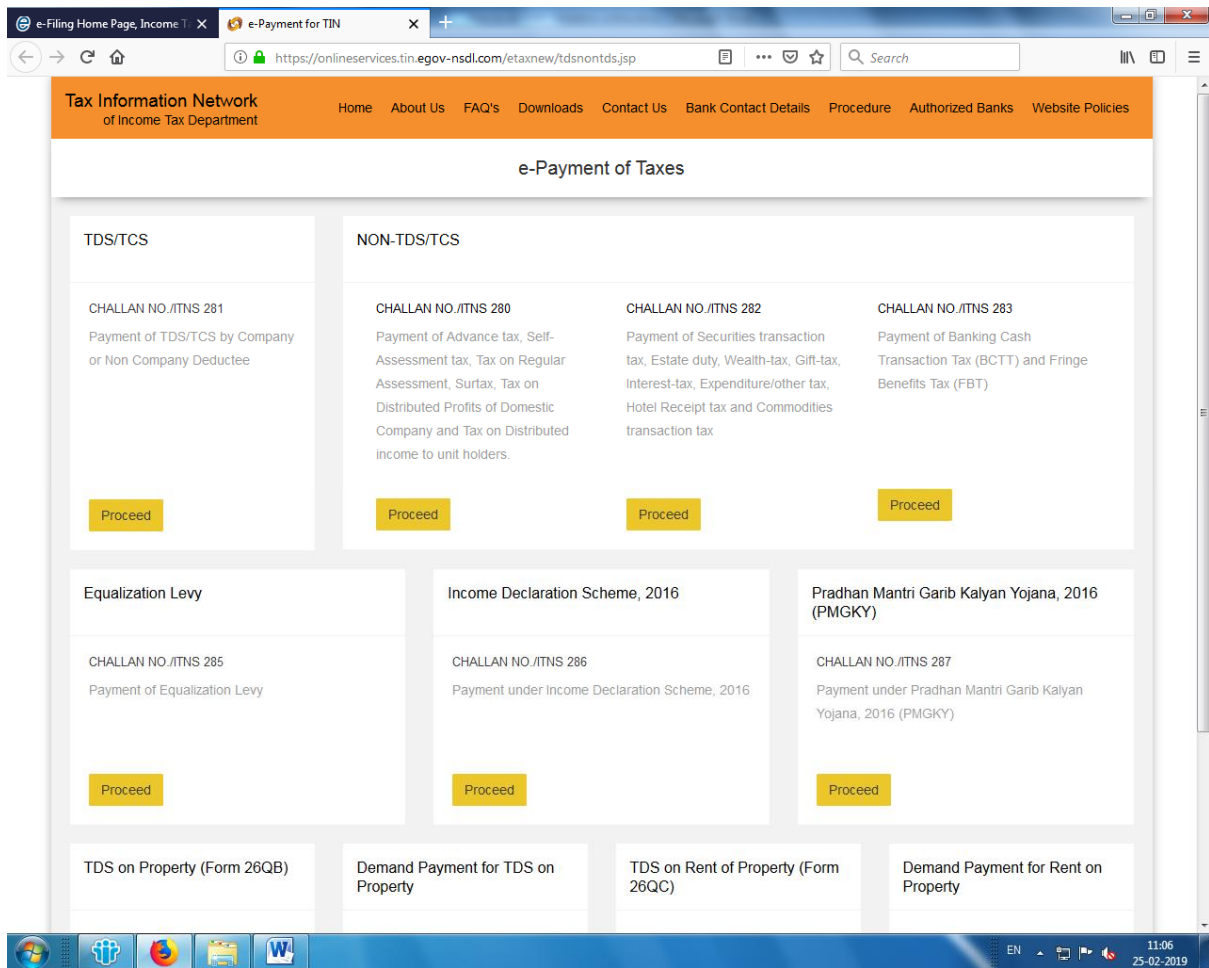 e-Filing Home Page, Income T
e-Payment for TIN
https://onlineservices.tin.egov-nsdl.com/etaxnew/tdsnontds.jsp
Search
Tax Information Network
of Income Tax Department
Home About Us FAQ's Downloads Contact Us Bank Contact Details Procedure Authorized Banks Website Policies
e-Payment of Taxes
TDS/TCS
CHALLAN NO./ITNS 281
Payment of TDS/TCS by Company
or Non Company Deductee
Proceed
NON-TDS/TCS
CHALLAN NO./ITNS 280
Payment of Advance tax, Self-
Assessment tax, Tax on Regular
Assessment, Surtax, Tax on
Distributed Profits of Domestic
Company and Tax on Distributed
income to unit holders.
Proceed
CHALLAN NO./ITNS 282
Payment of Securities transaction
tax, Estate duty, Wealth-tax, Gift-tax,
Interest-tax, Expenditure/other tax,
Hotel Receipt tax and Commodities
transaction tax
Proceed
CHALLAN NO./ITNS 283
Payment of Banking Cash
Transaction Tax (BCTT) and Fringe
Benefits Tax (FBT)
Proceed
Equalization Levy
CHALLAN NO./ITNS 285
Payment of Equalization Levy
Proceed
Income Declaration Scheme, 2016
CHALLAN NO./ITNS 286
Payment under Income Declaration Scheme, 2016
Proceed
Pradhan Mantri Garib Kalyan Yojana, 2016
(PMGKY)
CHALLAN NO./ITNS 287
Payment under Pradhan Mantri Garib Kalyan
Yojana, 2016 (PMGKY)
Proceed
TDS on Property (Form 26QB)
Demand Payment for TDS on
Property
TDS on Rent of Property (Form
26QC)
Demand Payment for Rent on
Property
EN
11:06
25-02-2019